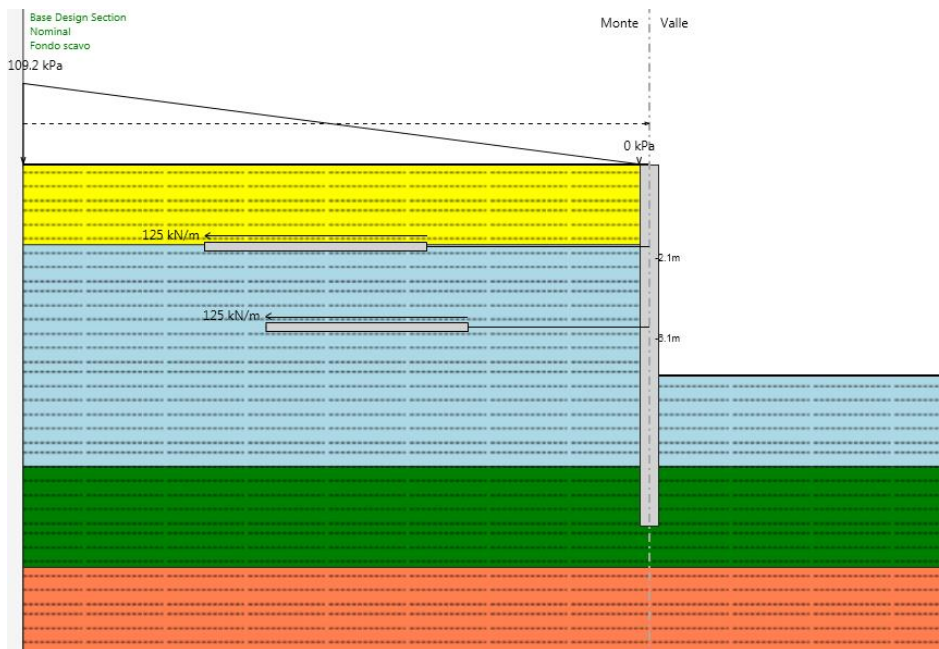 Base Design Section
Nominal
Fondo scavo
Monte
Valle
109.2 kPa
0 kPa
125 kN/m
-2.1m
125 kN/m
-6.1m